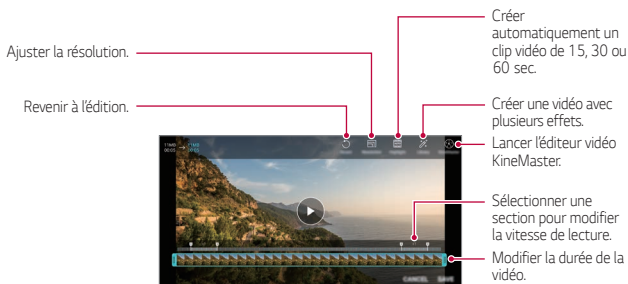 Créer
automatiquement un
clip vidéo de 15, 30 ou
60 sec.
Ajuster la résolution.
Revenir à l'édition.
Créer une vidéo avec
plusieurs effets.
Lancer l'éditeur vidéo
KineMaster.
Sélectionner une
section pour modifier
la vitesse de lecture.
Modifier la durée de la
vidéo.
CANCEL SAVE